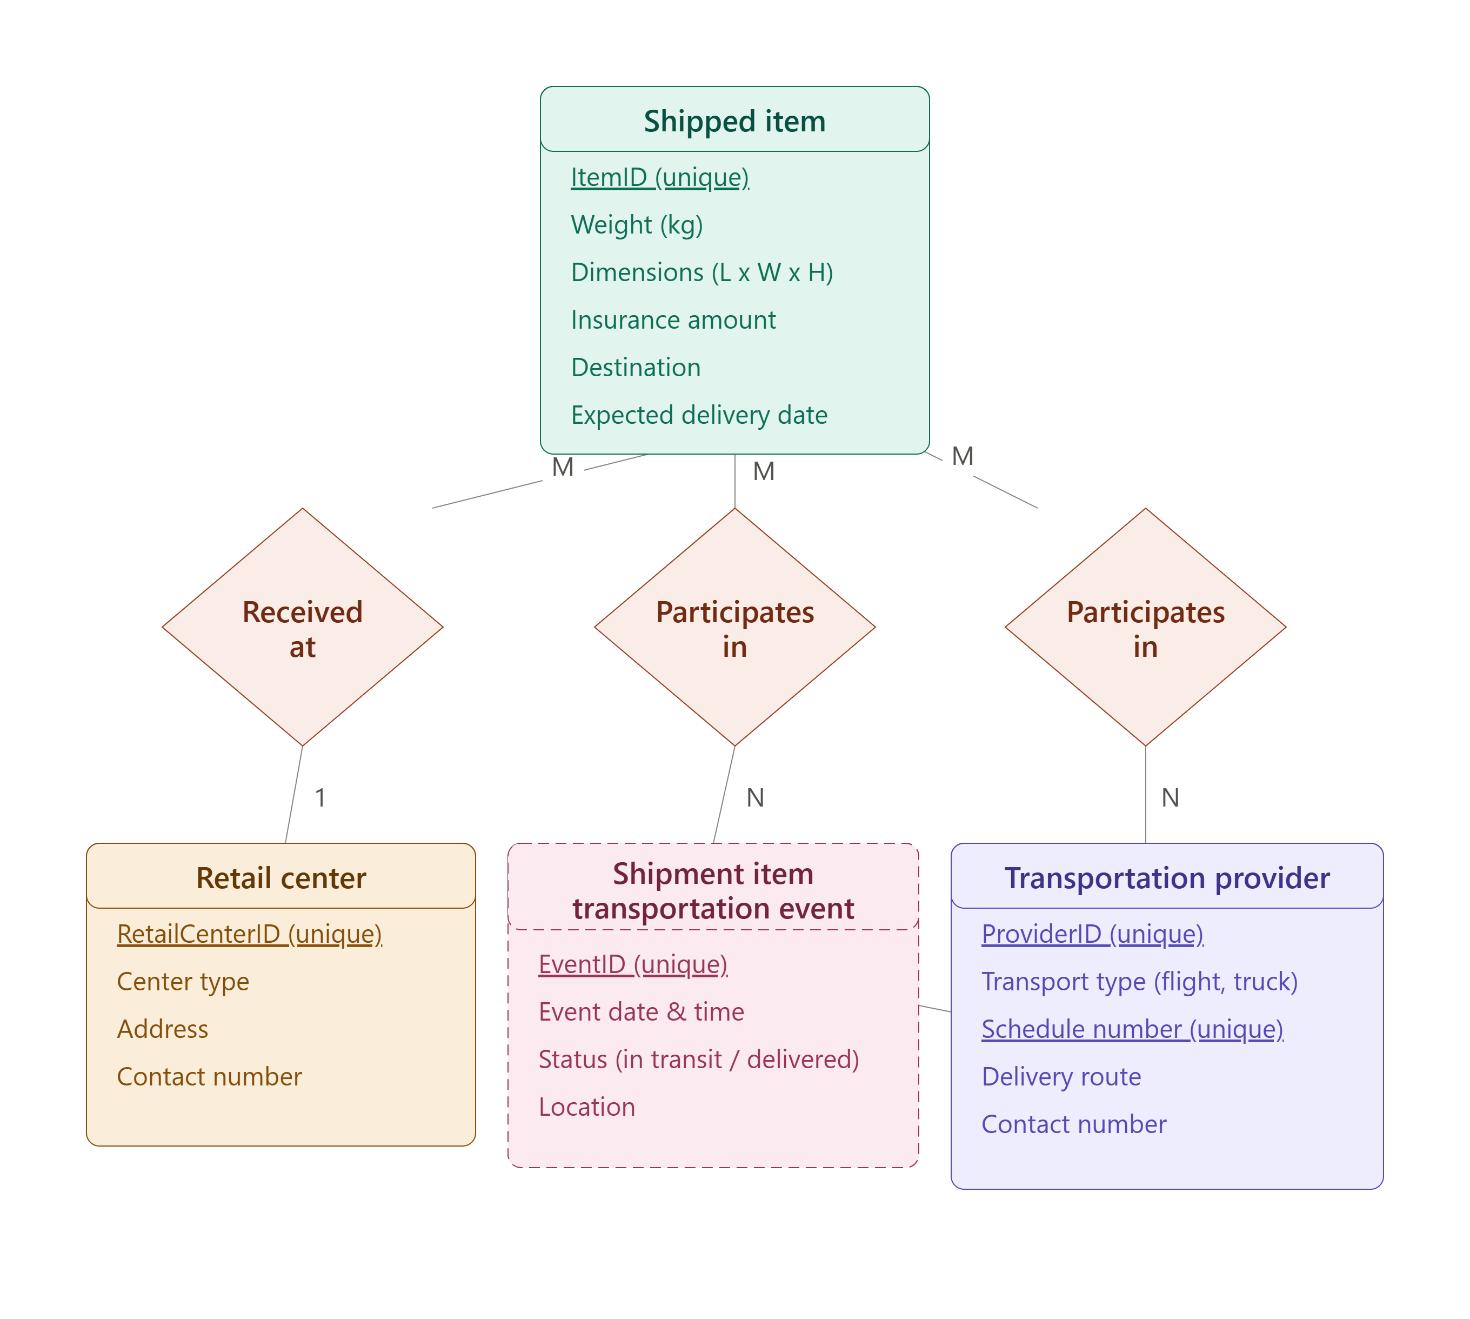 Shipped item
ItemID (unique)
Weight (kg)
Dimensions (L x W x H)
Insurance amount
Destination
Expected delivery date
M
M
M
Received
at
Participates
in
Participates
in
1
N
N
Retail center
RetailCenterID (unique)
Center type
Address
Contact number
Shipment item
transportation event
EventID (unique)
Event date & time
Status (in transit / delivered)
Location
Transportation provider
ProviderID (unique)
Transport type (flight, truck)
Schedule number (unique)
Delivery route
Contact number